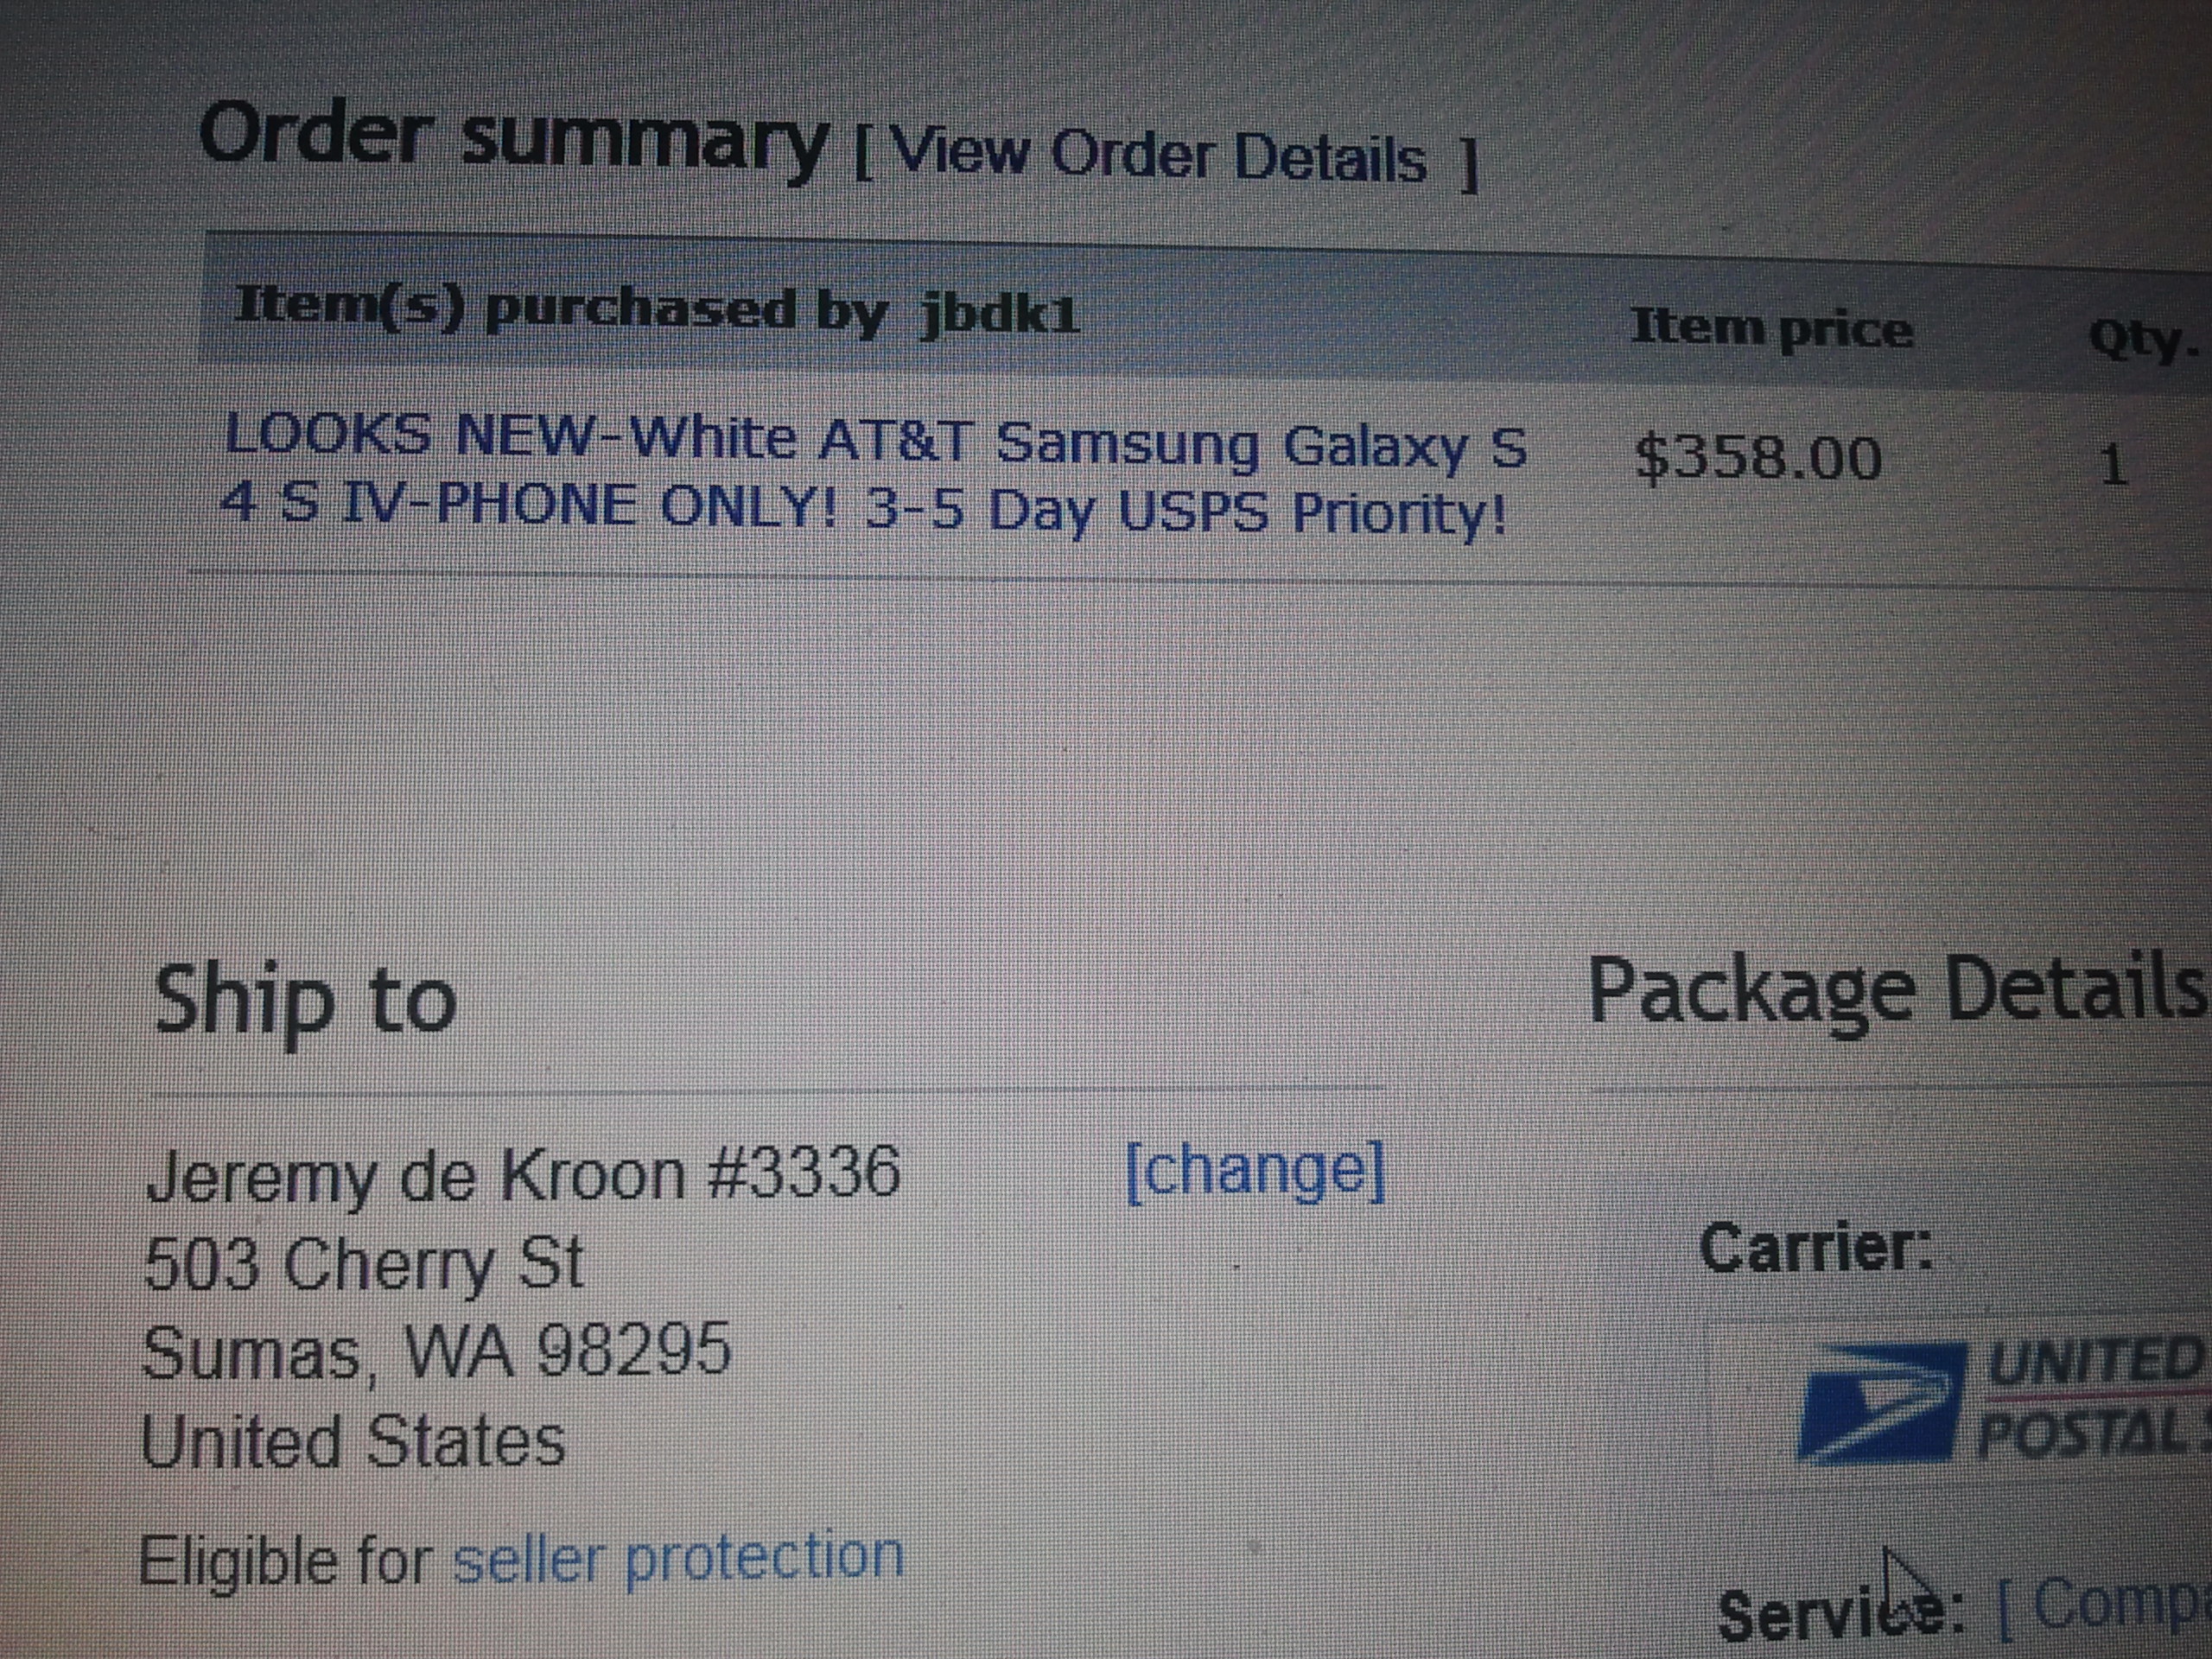 Order summary [ View Order Details ]
Item(s) purchased by jbdk1 Item price Qty.
LOOKS NEW-White AT&T Samsung Galaxy S $358.00 1
4 S IV-PHONE ONLY! 3-5 Day USPS Priority!
Ship to
Package Details
Jeremy de Kroon #3336 [change]
503 Cherry St
Sumas, WA 98295
United States
Eligible for seller protection
Carrier:
UNITED
POSTAL
Service: [ Comp